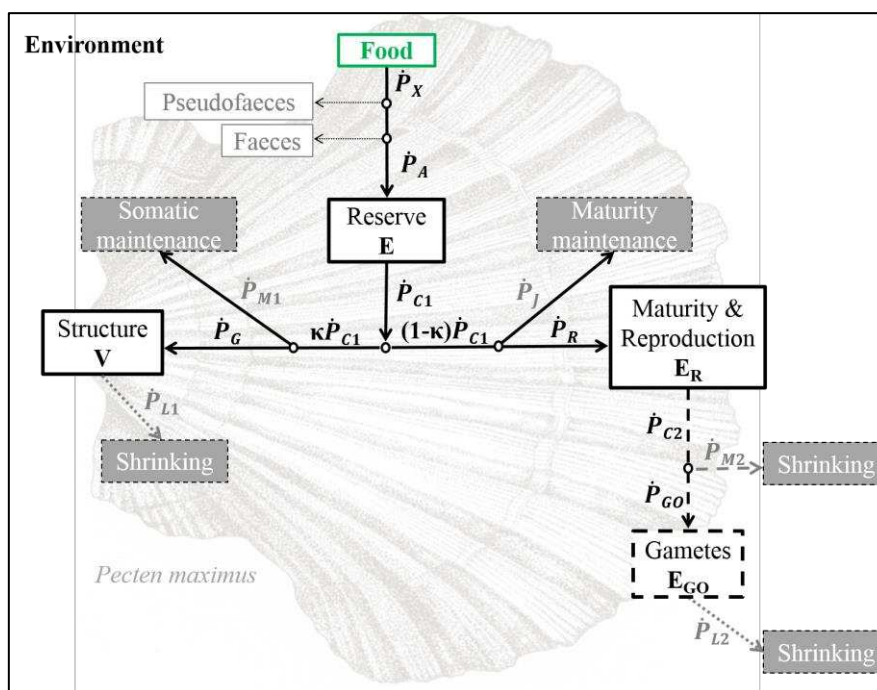 Environment
Food
Ṗ_X
Pseudofaeces
Faeces
Ṗ_A
Somatic
maintenance
Reserve
E
Maturity
maintenance
Ṗ_M1
Ṗ_C1
Ṗ_J
Structure
V
Ṗ_G
κṖ_C1
(1-κ)Ṗ_C1
Ṗ_R
Maturity &
Reproduction
E_R
Ṗ_L1
Shrinking
Ṗ_C2
Ṗ_M2
Shrinking
Ṗ_GO
Gametes
E_GO
Pecten maximus
Ṗ_L2
Shrinking